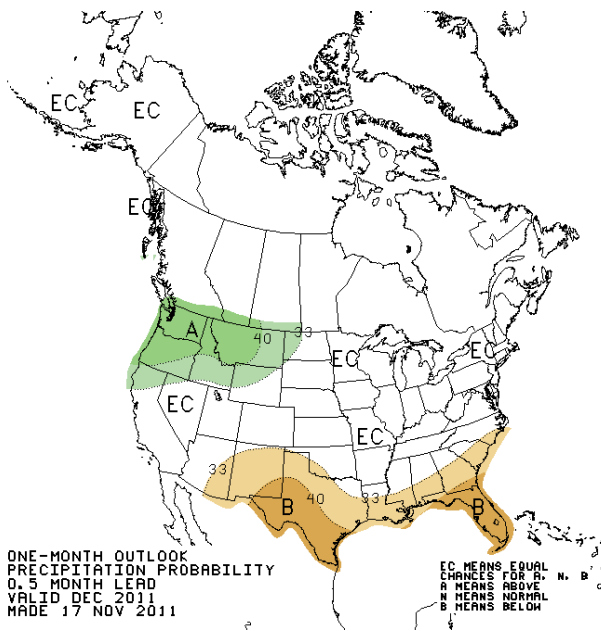 EC
EC
EC
A
40
33
EC
EC
EC
EC
33
B
40
33
B
ONE-MONTH OUTLOOK
PRECIPITATION PROBABILITY
0.5 MONTH LEAD
VALID DEC 2011
MADE 17 NOV 2011
EC MEANS EQUAL
CHANCES FOR A, N, B
A MEANS ABOVE
N MEANS NORMAL
B MEANS BELOW